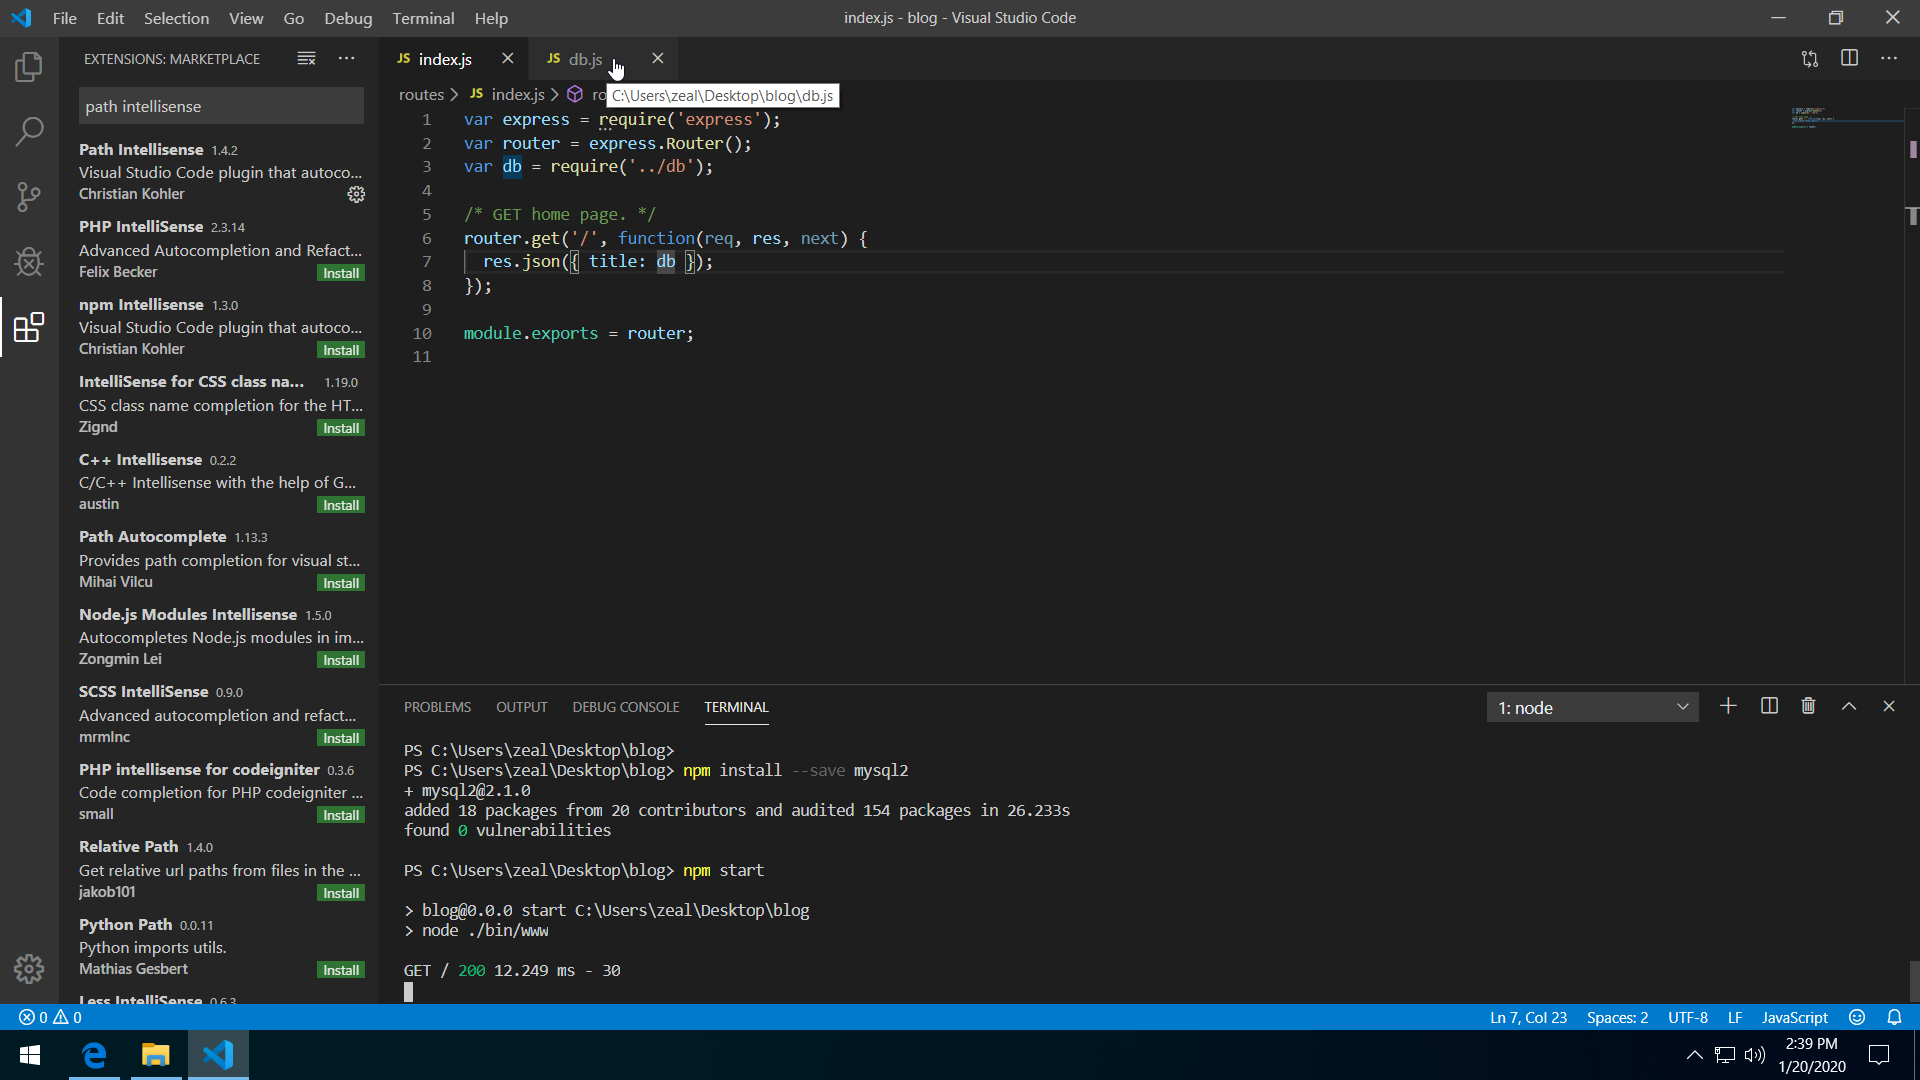 File Edit Selection View Go Debug Terminal Help
index.js - blog - Visual Studio Code
EXTENSIONS: MARKETPLACE
path intellisense
Path Intellisense 1.4.2
Visual Studio Code plugin that autoco...
Christian Kohler
PHP IntelliSense 2.3.14
Advanced Autocompletion and Refact...
Felix Becker Install
npm Intellisense 1.3.0
Visual Studio Code plugin that autoco...
Christian Kohler Install
IntelliSense for CSS class na... 1.19.0
CSS class name completion for the HT...
Zignd Install
C++ Intellisense 0.2.2
C/C++ Intellisense with the help of G...
austin Install
Path Autocomplete 1.13.3
Provides path completion for visual st...
Mihai Vilcu Install
Node.js Modules Intellisense 1.5.0
Autocompletes Node.js modules in im...
Zongmin Lei Install
SCSS IntelliSense 0.9.0
Advanced autocompletion and refact...
mrmlnc Install
PHP intellisense for codeigniter 0.3.6
Code completion for PHP codeigniter ...
small Install
Relative Path 1.4.0
Get relative url paths from files in the ...
jakob101 Install
Python Path 0.0.11
Python imports utils.
Mathias Gesbert Install
Less IntelliSense 0.6.3
JS index.js JS db.js
routes > JS index.js > ro
C:\Users\zeal\Desktop\blog\db.js
1 var express = require('express');
2 var router = express.Router();
3 var db = require('../db');
4
5 /* GET home page. */
6 router.get('/', function(req, res, next) {
7 res.json({ title: db });
8 });
9
10 module.exports = router;
11
PROBLEMS OUTPUT DEBUG CONSOLE TERMINAL
1: node
PS C:\Users\zeal\Desktop\blog>
PS C:\Users\zeal\Desktop\blog> npm install --save mysql2
+ mysql2@2.1.0
added 18 packages from 20 contributors and audited 154 packages in 26.233s
found 0 vulnerabilities
PS C:\Users\zeal\Desktop\blog> npm start
> blog@0.0.0 start C:\Users\zeal\Desktop\blog
> node ./bin/www
GET / 200 12.249 ms - 30
0 0
Ln 7, Col 23 Spaces: 2 UTF-8 LF JavaScript
2:39 PM
1/20/2020